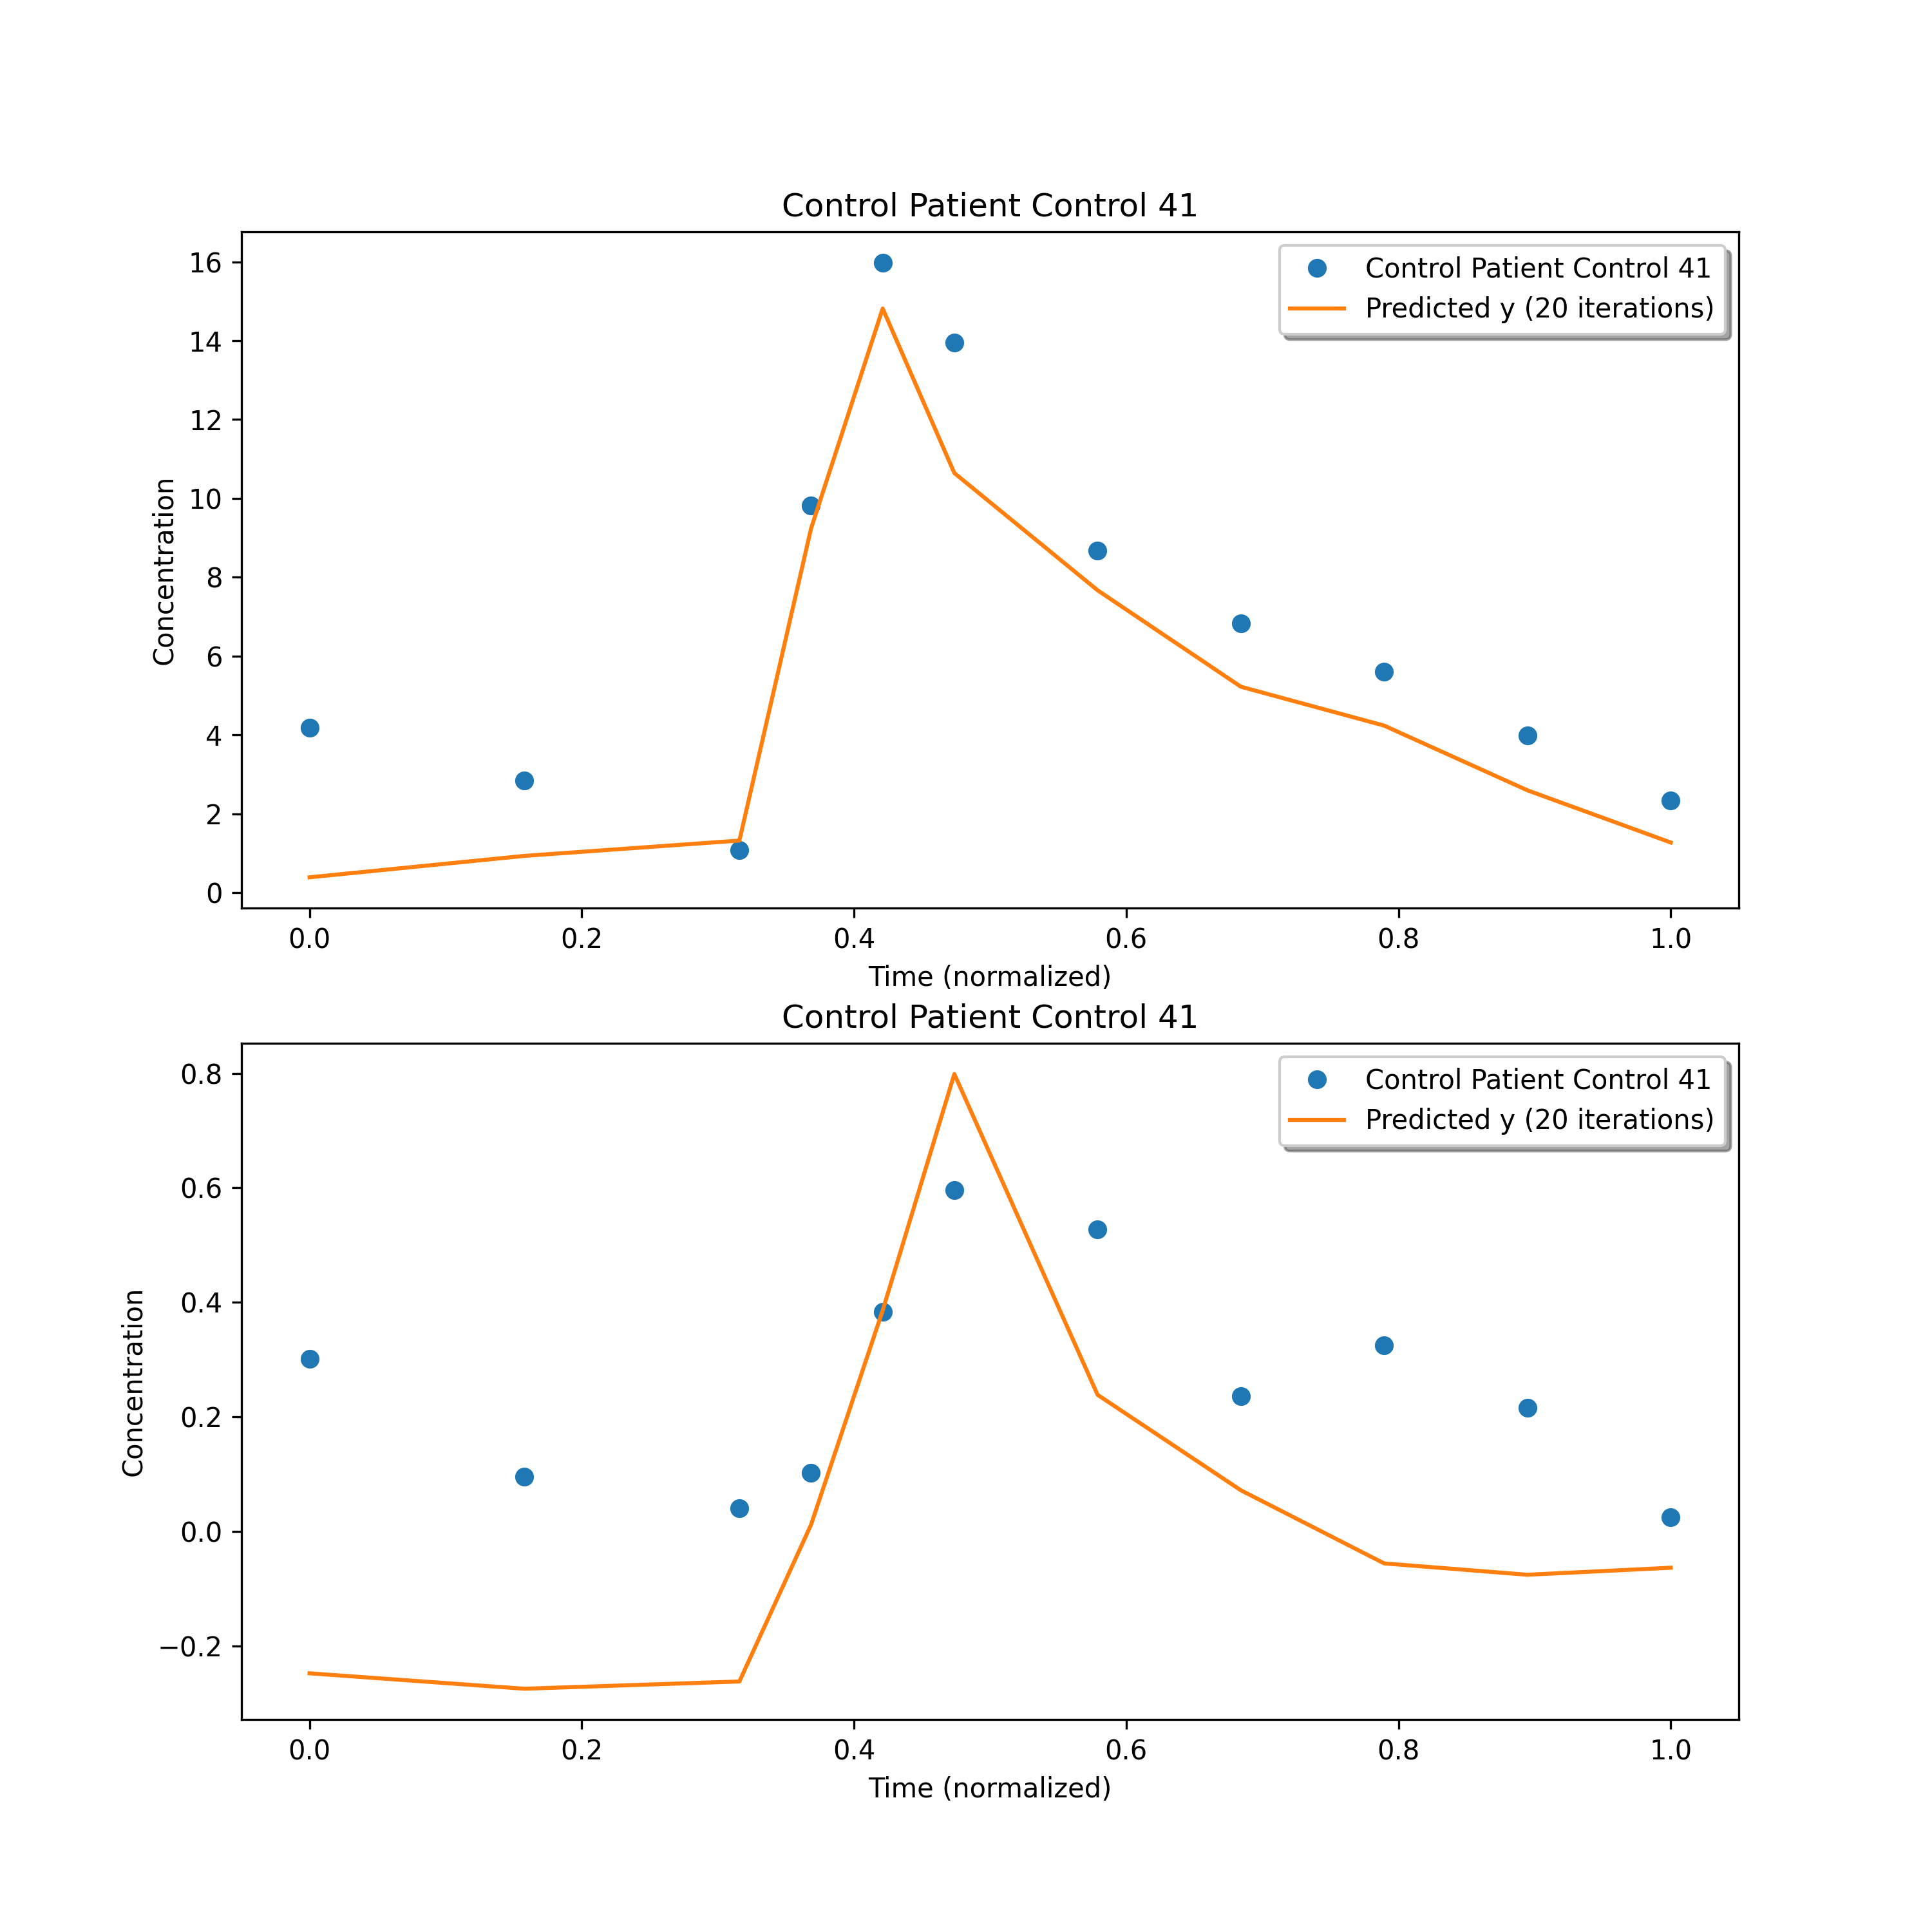 Control Patient Control 41
Control Patient Control 41
Predicted y (20 iterations)
16
14
12
10
8
6
4
2
0
Concentration
0.0 0.2 0.4 0.6 0.8 1.0
Time (normalized)
Control Patient Control 41
Control Patient Control 41
Predicted y (20 iterations)
0.8
0.6
0.4
0.2
0.0
−0.2
Concentration
0.0 0.2 0.4 0.6 0.8 1.0
Time (normalized)